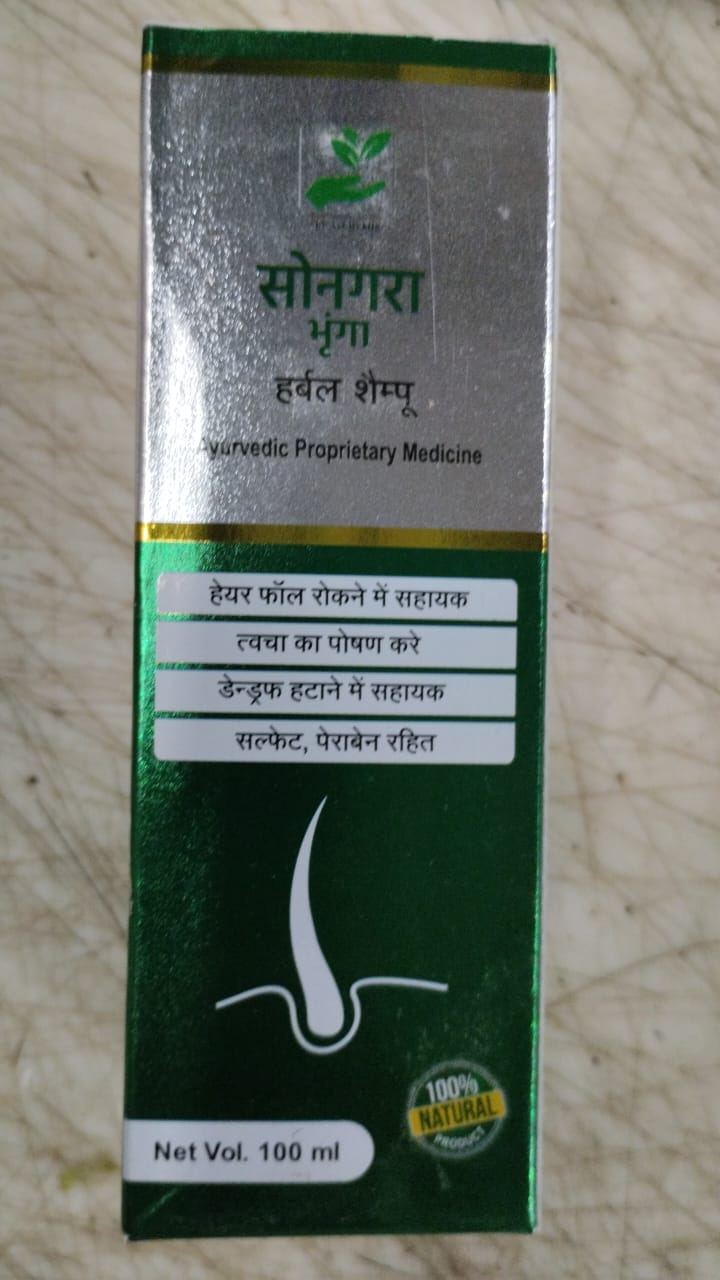 सोनगरा
भृंगा
हर्बल शैम्पू
Ayurvedic Proprietary Medicine
हेयर फॉल रोकने में सहायक
त्वचा का पोषण करे
डेन्ड्रफ हटाने में सहायक
सल्फेट, पेराबेन रहित
100%
NATURAL
PRODUCT
Net Vol. 100 ml